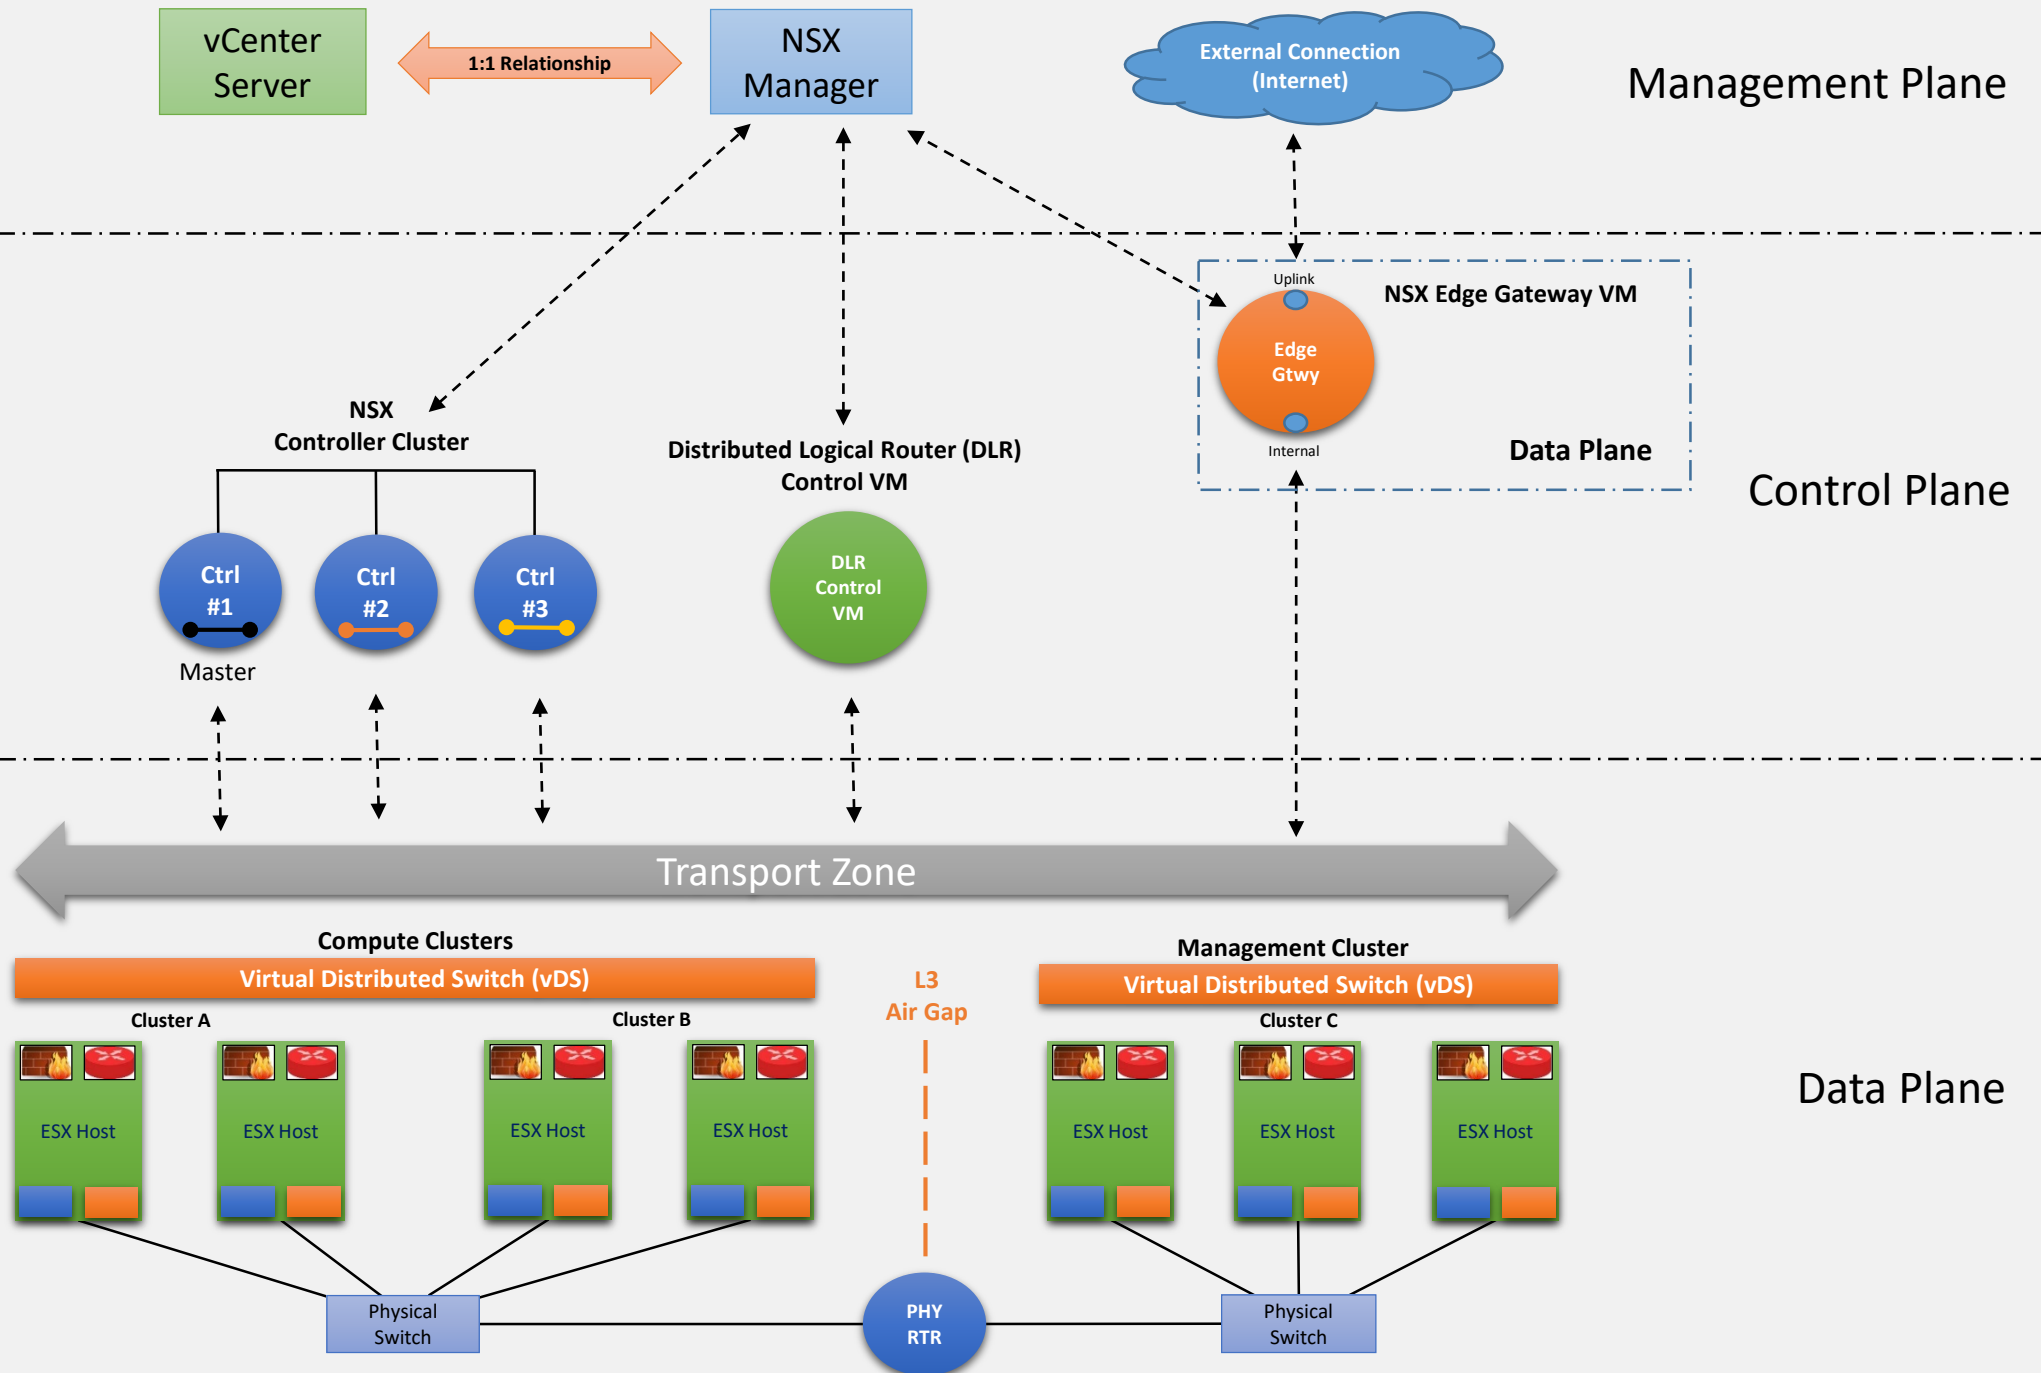 vCenter
Server
1:1 Relationship
NSX
Manager
External Connection
(Internet)
Management Plane
Uplink
NSX Edge Gateway VM
Edge
Gtwy
Internal
Data Plane
NSX
Controller Cluster
Distributed Logical Router (DLR)
Control VM
Control Plane
Ctrl
#1
Ctrl
#2
Ctrl
#3
DLR
Control
VM
Master
Transport Zone
Compute Clusters
Virtual Distributed Switch (vDS)
L3
Air Gap
Management Cluster
Virtual Distributed Switch (vDS)
Cluster A
Cluster B
Cluster C
ESX Host
ESX Host
ESX Host
ESX Host
ESX Host
ESX Host
ESX Host
Data Plane
Physical
Switch
PHY
RTR
Physical
Switch